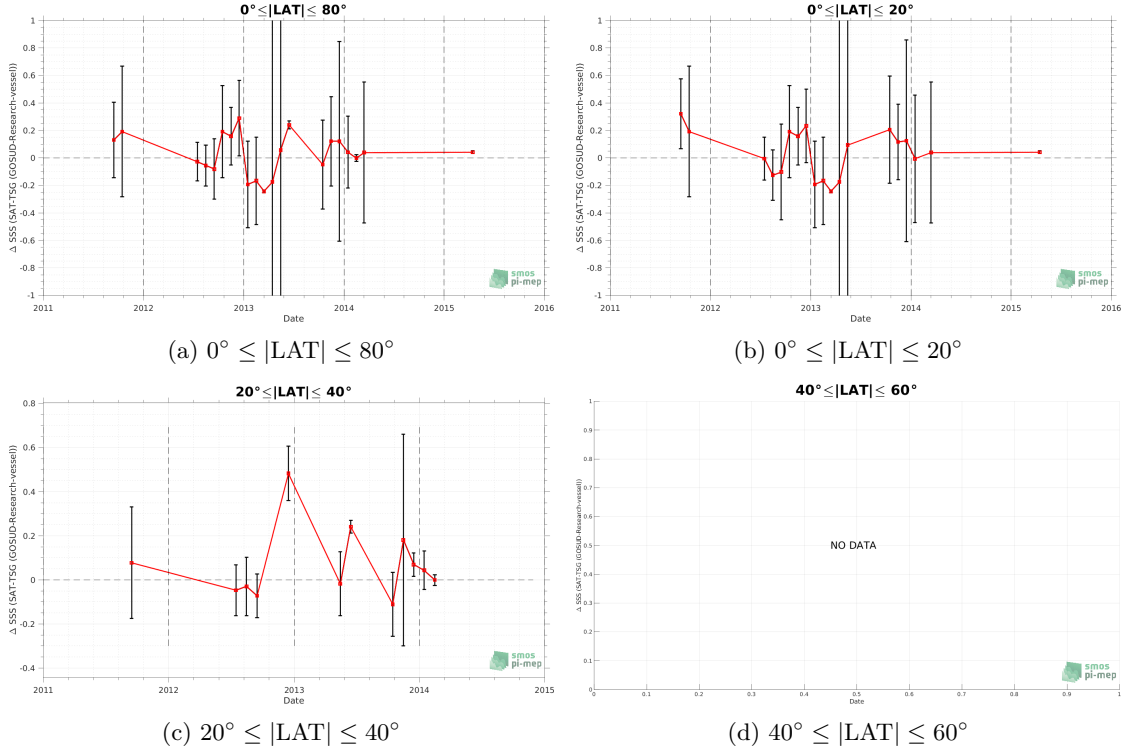 0°≤|LAT|≤ 80°
Δ SSS (SAT-TSG (GOSUD-Research-vessel))
1
0.8
0.6
0.4
0.2
0
-0.2
-0.4
-0.6
-0.8
-1
2011 2012 2013 2014 2015 2016
Date
smos
pi-mep
(a) 0° ≤ |LAT| ≤ 80°
0°≤|LAT|≤ 20°
Δ SSS (SAT-TSG (GOSUD-Research-vessel))
1
0.8
0.6
0.4
0.2
0
-0.2
-0.4
-0.6
-0.8
-1
2011 2012 2013 2014 2015 2016
Date
smos
pi-mep
(b) 0° ≤ |LAT| ≤ 20°
20°≤|LAT|≤ 40°
Δ SSS (SAT-TSG (GOSUD-Research-vessel))
0.8
0.6
0.4
0.2
0
-0.2
-0.4
2011 2012 2013 2014 2015
Date
smos
pi-mep
(c) 20° ≤ |LAT| ≤ 40°
40°≤|LAT|≤ 60°
Δ SSS (SAT-TSG (GOSUD-Research-vessel))
1
0.9
0.8
0.7
0.6
0.5
0.4
0.3
0.2
0.1
0
NO DATA
0 0.1 0.2 0.3 0.4 0.5 0.6 0.7 0.8 0.9 1
Date
smos
pi-mep
(d) 40° ≤ |LAT| ≤ 60°